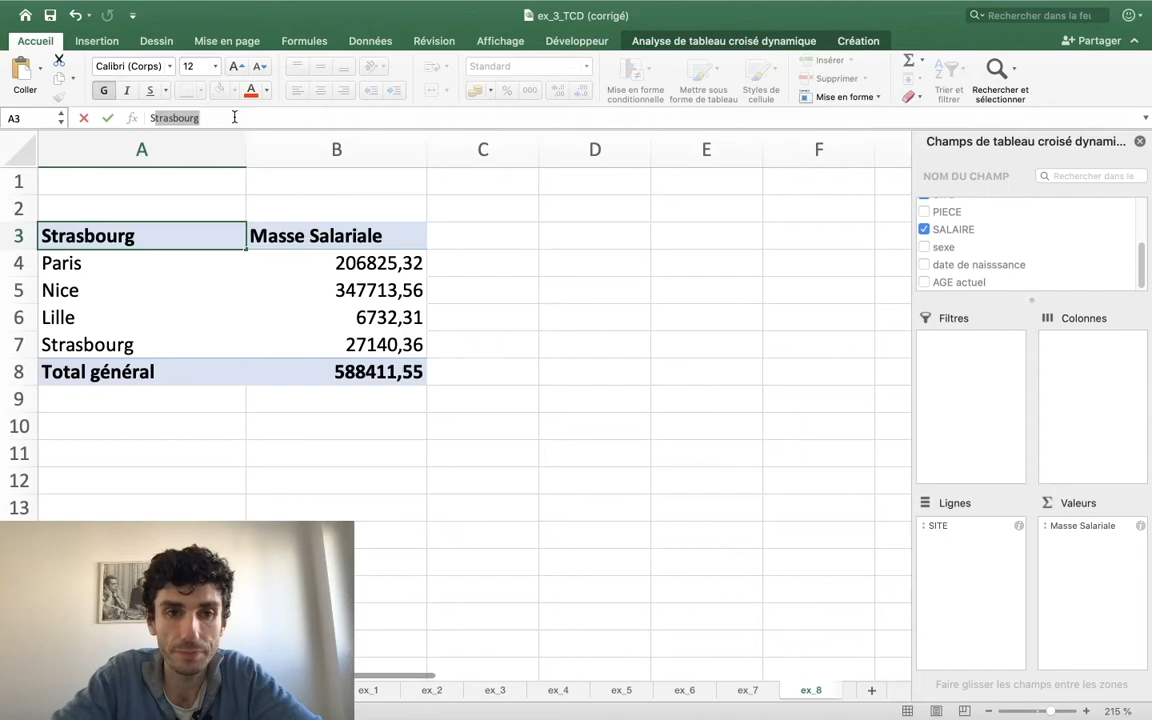 ex_3_TCD (corrigé)
Rechercher dans la feu
Accueil Insertion Dessin Mise en page Formules Données Révision Affichage Développeur Analyse de tableau croisé dynamique Création Partager
Coller
Calibri (Corps) 12 A A
G I S A
Standard
% 000
Mise en forme conditionnelle
Mettre sous forme de tableau
Styles de cellule
Insérer
Supprimer
Mise en forme
Trier et filtrer
Rechercher et sélectionner
A3 fx Strasbourg
A B C D E F
1
2
3 Strasbourg Masse Salariale
4 Paris 206825,32
5 Nice 347713,56
6 Lille 6732,31
7 Strasbourg 27140,36
8 Total général 588411,55
9
10
11
12
13
Champs de tableau croisé dynami...
NOM DU CHAMP Rechercher dans le
PIECE
SALAIRE
sexe
date de naisssance
AGE actuel
Filtres Colonnes
Lignes Valeurs
SITE Masse Salariale
Faire glisser les champs entre les zones
ex_1 ex_2 ex_3 ex_4 ex_5 ex_6 ex_7 ex_8
215 %